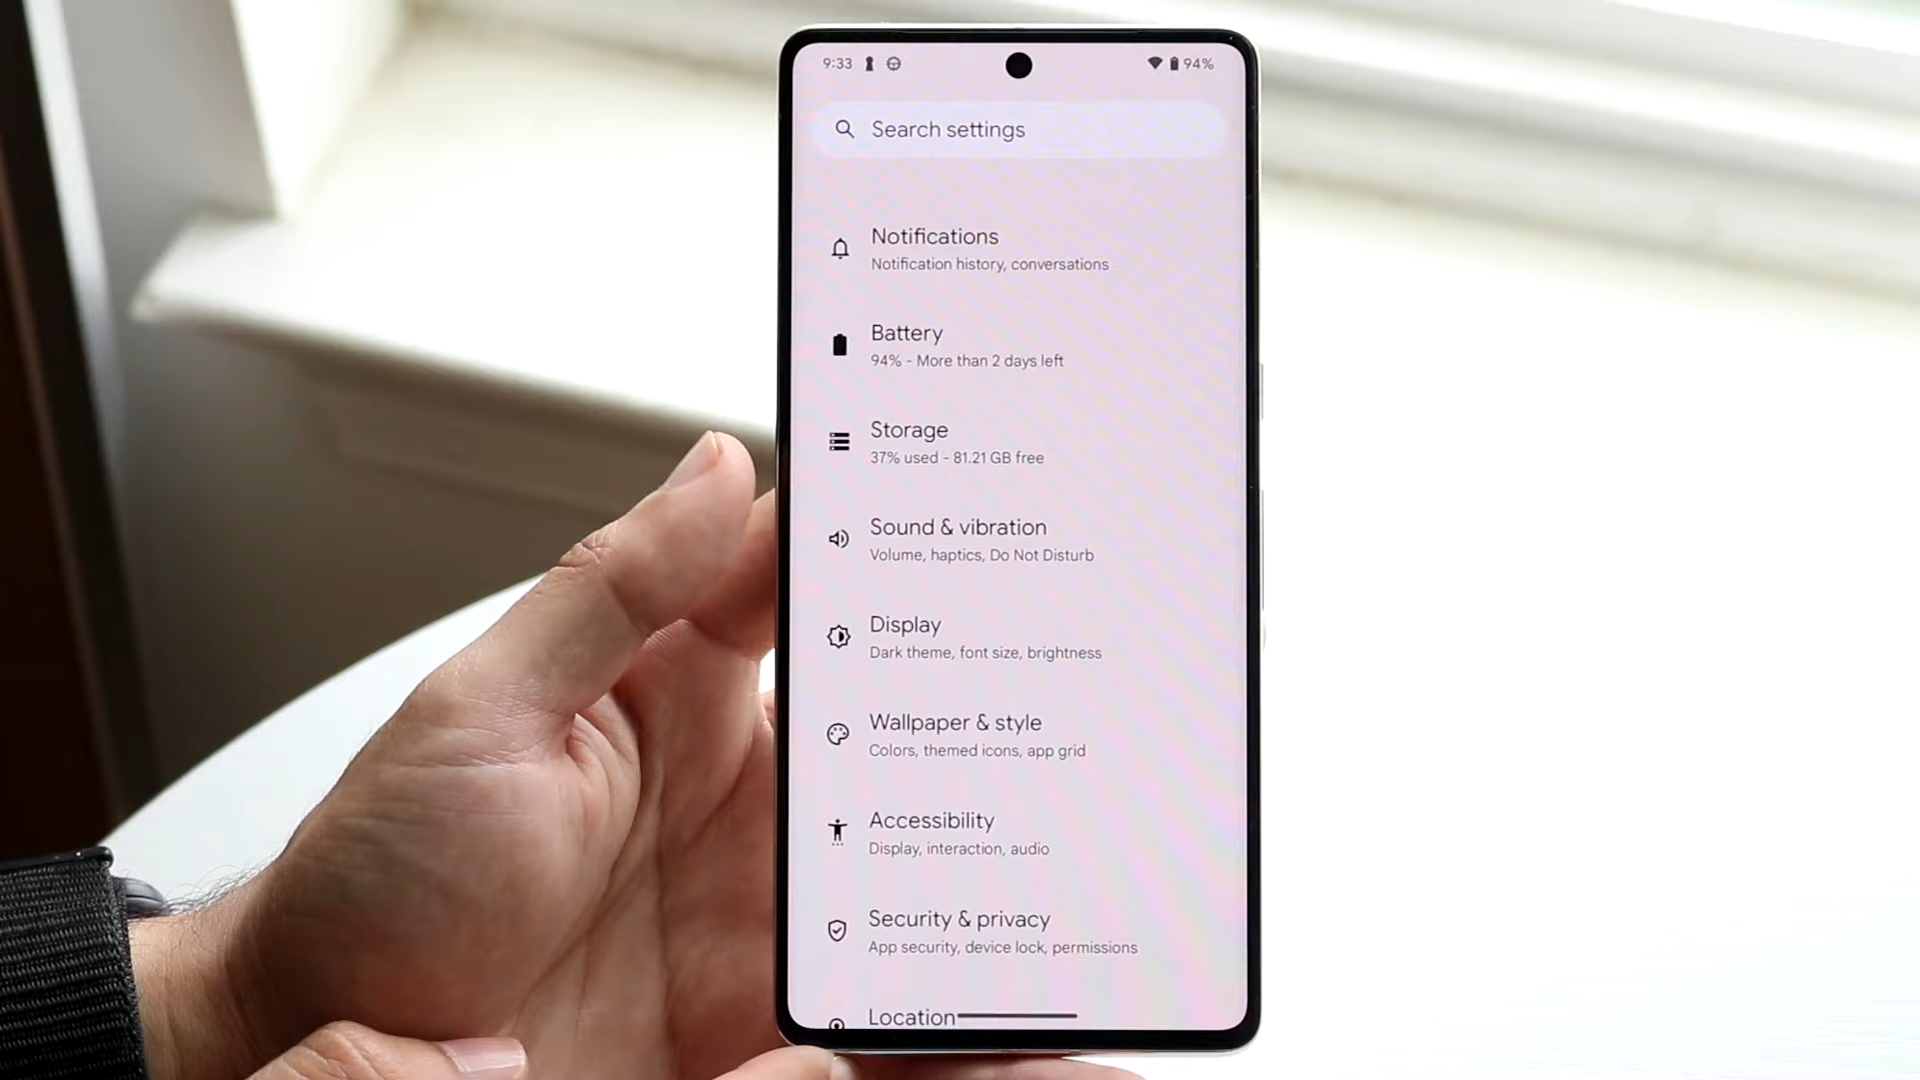 9:33
94%
Search settings
Notifications
Notification history, conversations
Battery
94% - More than 2 days left
Storage
37% used - 81.21 GB free
Sound & vibration
Volume, haptics, Do Not Disturb
Display
Dark theme, font size, brightness
Wallpaper & style
Colors, themed icons, app grid
Accessibility
Display, interaction, audio
Security & privacy
App security, device lock, permissions
Location